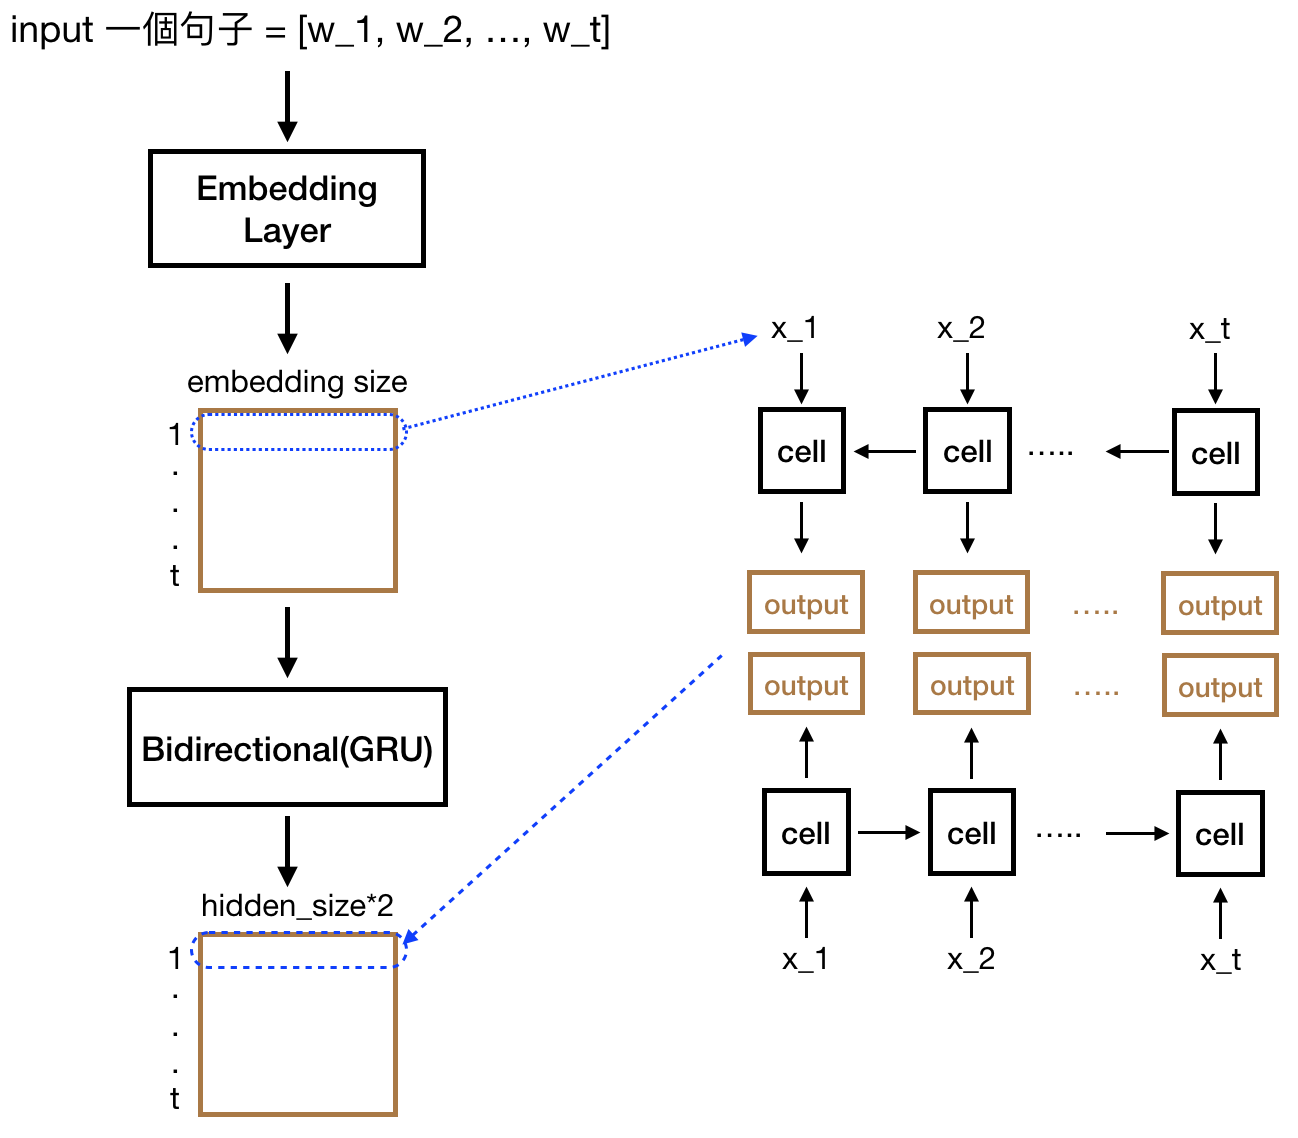 input 一個句子 = [w_1, w_2, ..., w_t]
Embedding
Layer
embedding size
1
.
.
.
t
Bidirectional(GRU)
hidden_size*2
1
.
.
.
t
x_1 x_2 x_t
cell cell ..... cell
output output ..... output
output output ..... output
cell cell ..... cell
x_1 x_2 x_t